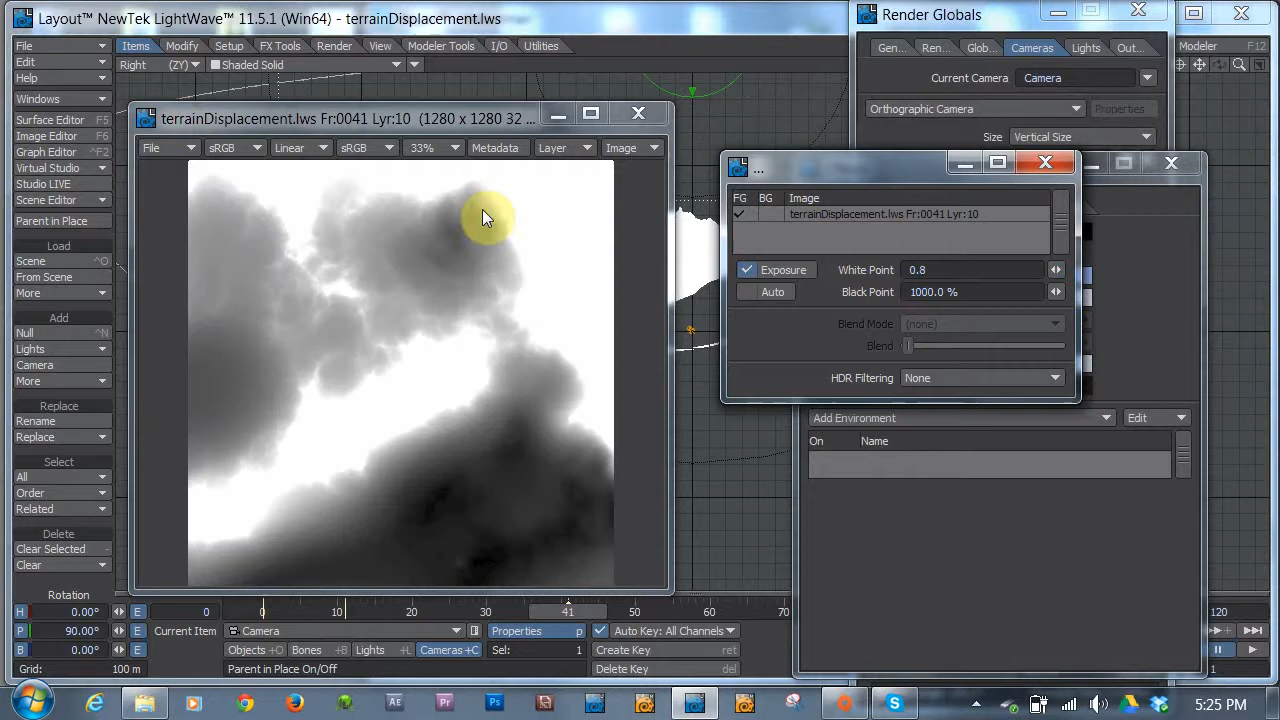 Layout™ NewTek LightWave™ 11.5.1 (Win64) - terrainDisplacement.lws
Render Globals
File
Items Modify Setup FX Tools Render View Modeler Tools I/O Utilities
Gen... Ren... Glob... Cameras Lights Out...
Modeler F12
Edit
Right (ZY) Shaded Solid
Help
Current Camera Camera
Windows
Orthographic Camera Properties
Surface Editor F5
terrainDisplacement.lws Fr:0041 Lyr:10 (1280 x 1280 32 ...
Image Editor F6
Size Vertical Size
Graph Editor ^F2
File sRGB Linear sRGB 33% Metadata Layer Image
Virtual Studio
Studio LIVE
...
Scene Editor
FG BG Image
Parent in Place
terrainDisplacement.lws Fr:0041 Lyr:10
Load
Scene ^O
Exposure White Point 0.8
From Scene
Auto Black Point 1000.0 %
More
Add
Blend Mode (none)
Null ^N
Blend
Lights
Camera
HDR Filtering None
More
Replace
Rename
Add Environment Edit
Replace
On Name
Select
All
Order
Related
Delete
Clear Selected -
Clear
Rotation
H 0.00° E 0 0 10 20 30 41 50 60 70 120
P 90.00° E Current Item Camera Properties p Auto Key: All Channels
B 0.00° E Objects +O Bones +B Lights +L Cameras +C Sel: 1 Create Key ret
Grid: 100 m Parent in Place On/Off Delete Key del 1
Ae Pr Ps 5:25 PM